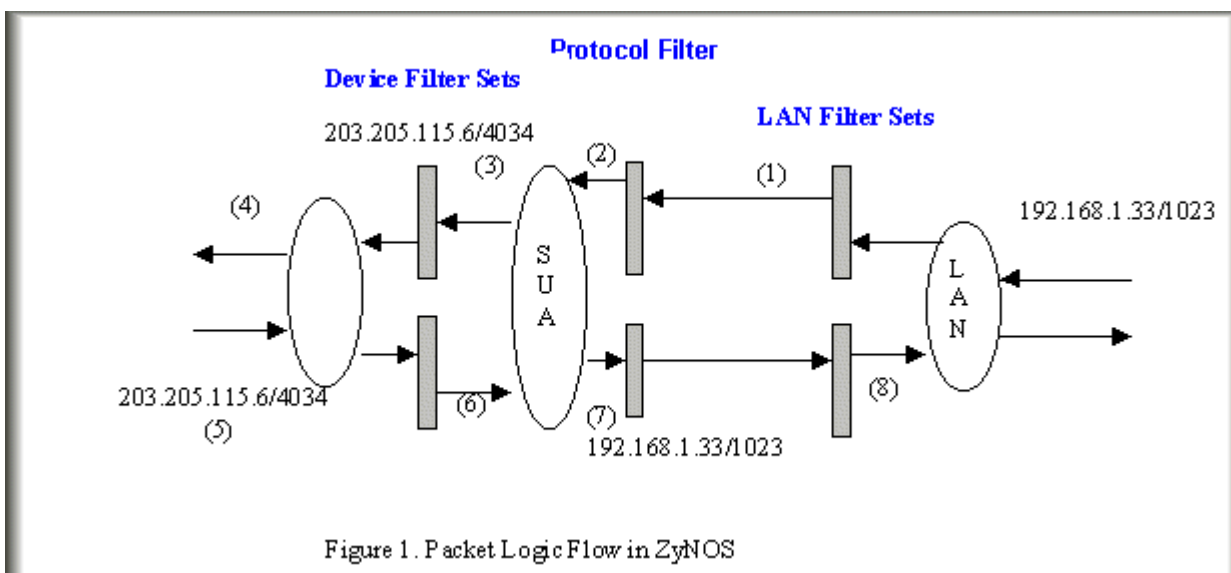 Protocol Filter
Device Filter Sets
LAN Filter Sets
203.205.115.6/4034
(3)
(2)
(1)
(4)
192.168.1.33/1023
S
U
A
L
A
N
203.205.115.6/4034
(5)
(6)
(7)
(8)
192.168.1.33/1023
Figure 1. Packet Logic Flow in ZyNOS